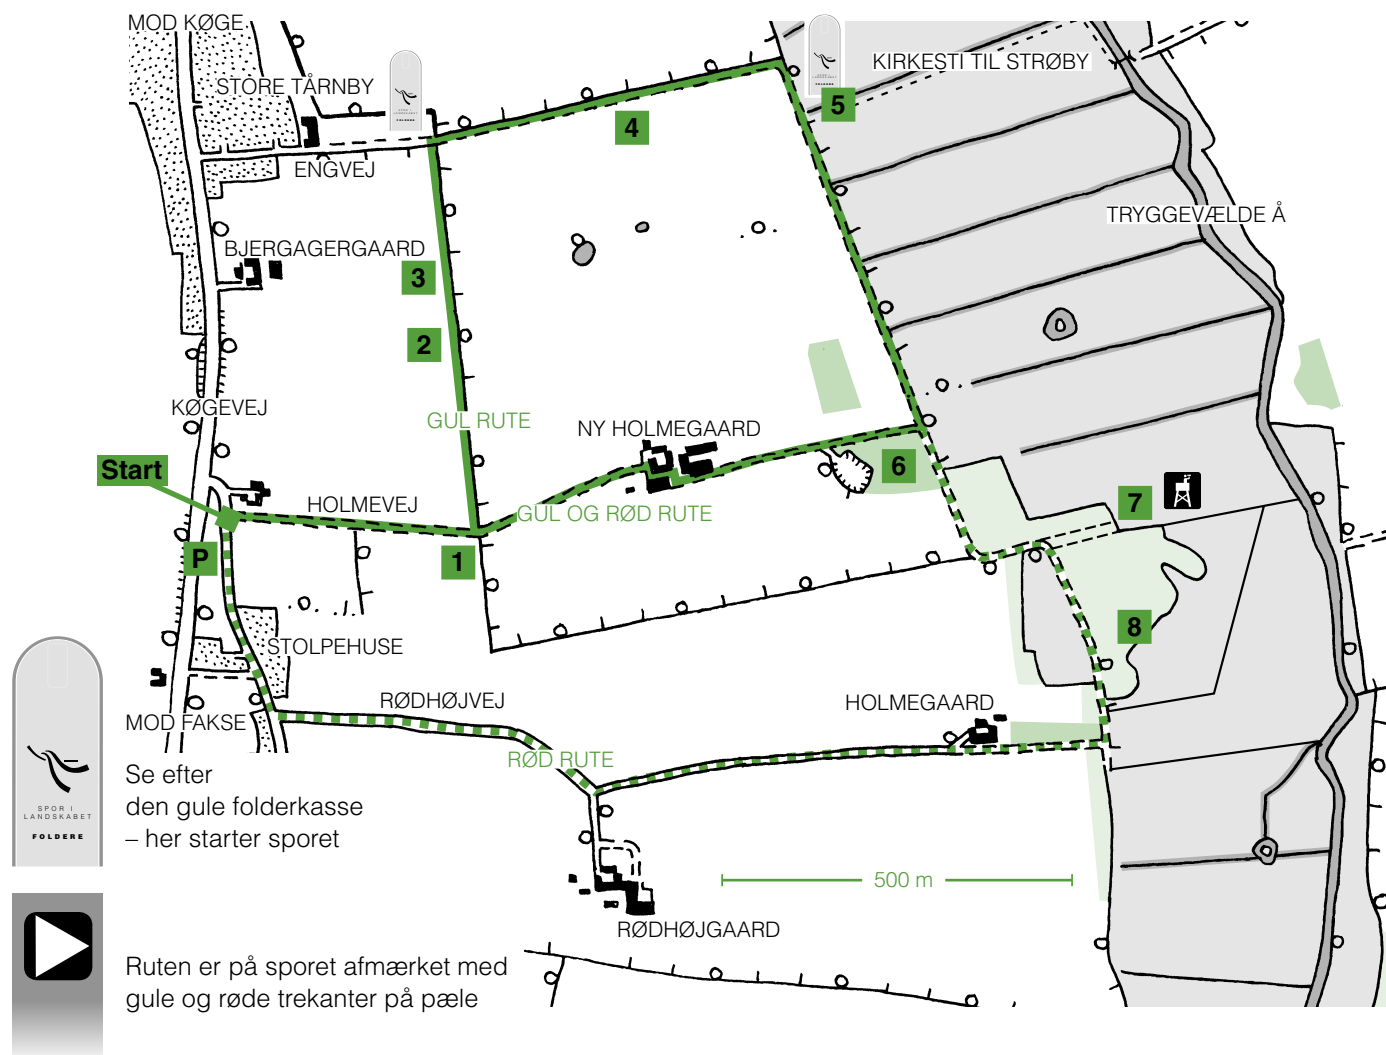 MOD KØGE
STORE TÅRNBY
KIRKESTI TIL STRØBY
5
4
ENGVEJ
TRYGGEVÆLDE Å
BJERGAGERGAARD
3
2
KØGEVEJ
GUL RUTE
NY HOLMEGAARD
Start
6
HOLMEVEJ
GUL OG RØD RUTE
7
P
1
8
STOLPEHUSE
RØDHØJVEJ
HOLMEGAARD
MOD FAKSE
RØD RUTE
SPOR I
LANDSKABET
FOLDERE
Se efter
den gule folderkasse
– her starter sporet
500 m
RØDHØJGAARD
Ruten er på sporet afmærket med
gule og røde trekanter på pæle